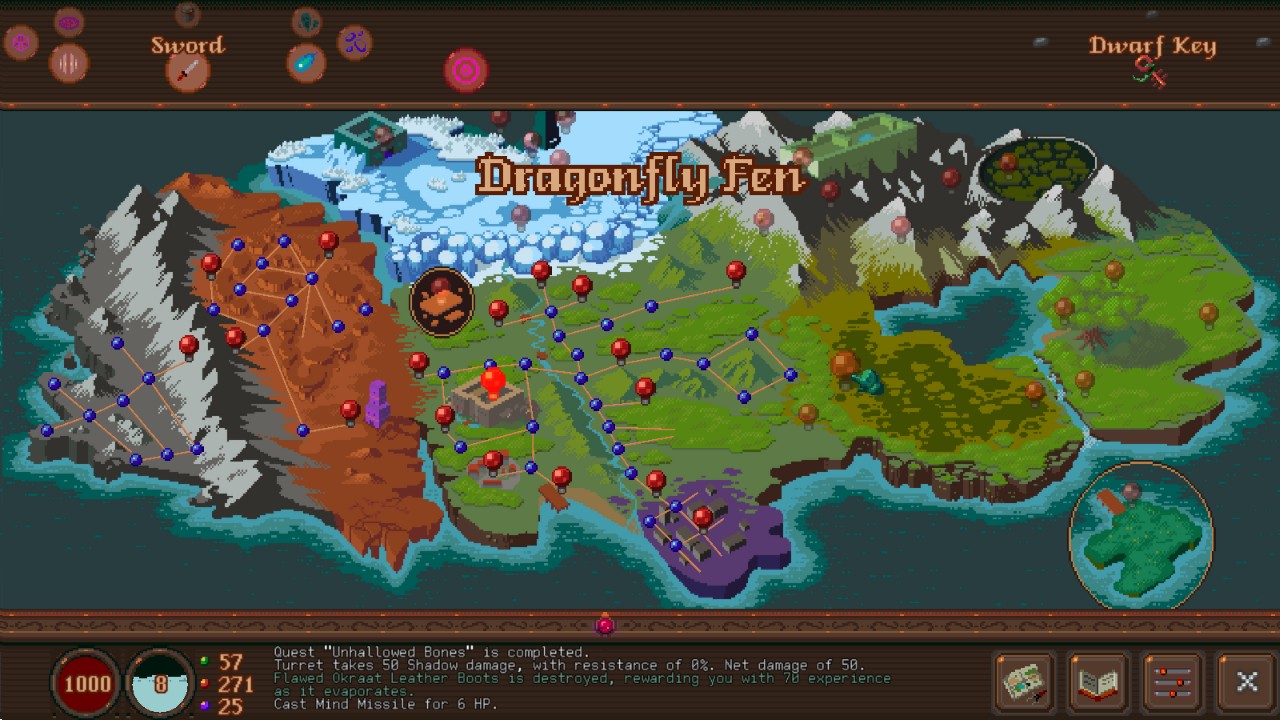 Sword
Dwarf Key
Dragonfly Fen
1000
8
57
271
25
Quest "Unhallowed Bones" is completed.
Turret takes 50 Shadow damage, with resistance of 0%. Net damage of 50.
Flawed Okraat Leather Boots is destroyed, rewarding you with 70 experience
as it evaporates.
Cast Mind Missile for 6 HP.